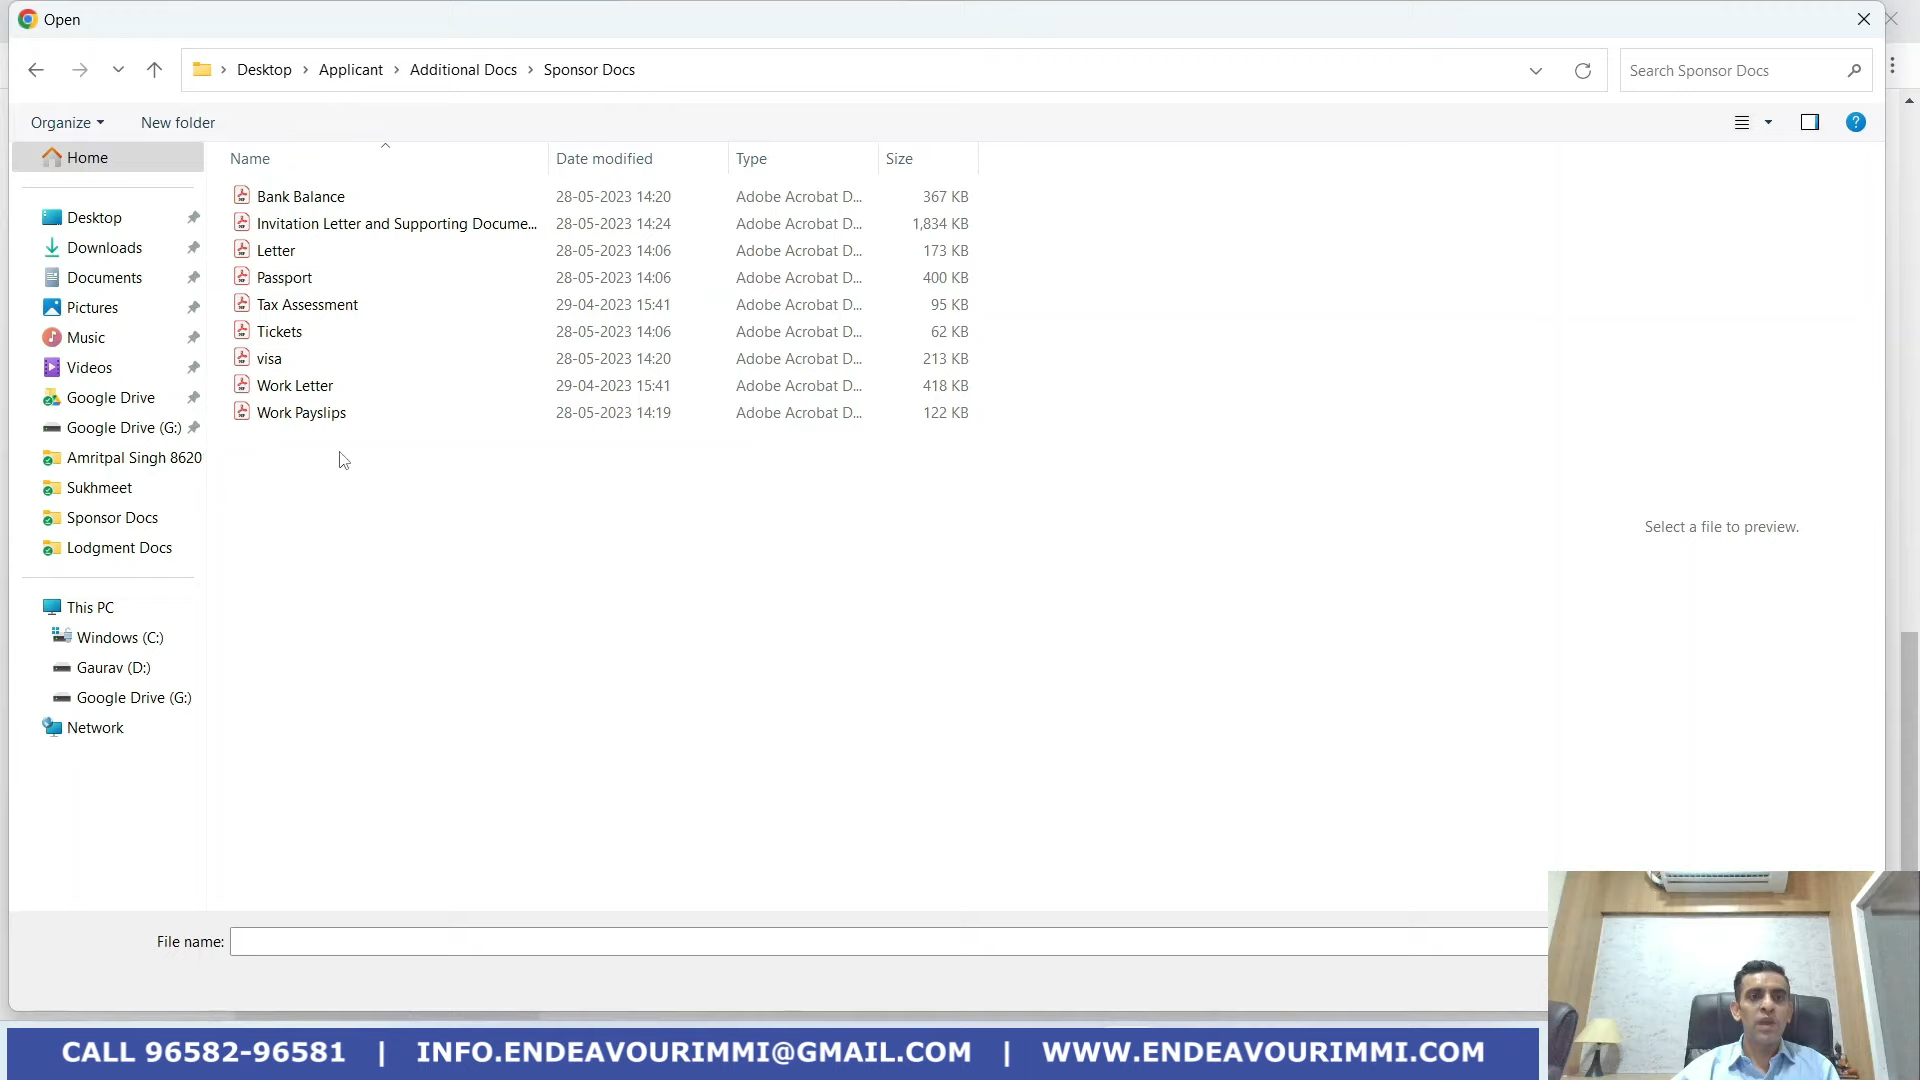 Open
Desktop > Applicant > Additional Docs > Sponsor Docs
Search Sponsor Docs
Organize
New folder
Home
Desktop
Downloads
Documents
Pictures
Music
Videos
Google Drive
Google Drive (G:)
Amritpal Singh 8620
Sukhmeet
Sponsor Docs
Lodgment Docs
This PC
Windows (C:)
Gaurav (D:)
Google Drive (G:)
Network
Name Date modified Type Size
Bank Balance 28-05-2023 14:20 Adobe Acrobat D... 367 KB
Invitation Letter and Supporting Docume... 28-05-2023 14:24 Adobe Acrobat D... 1,834 KB
Letter 28-05-2023 14:06 Adobe Acrobat D... 173 KB
Passport 28-05-2023 14:06 Adobe Acrobat D... 400 KB
Tax Assessment 29-04-2023 15:41 Adobe Acrobat D... 95 KB
Tickets 28-05-2023 14:06 Adobe Acrobat D... 62 KB
visa 28-05-2023 14:20 Adobe Acrobat D... 213 KB
Work Letter 29-04-2023 15:41 Adobe Acrobat D... 418 KB
Work Payslips 28-05-2023 14:19 Adobe Acrobat D... 122 KB
Select a file to preview.
File name:
CALL 96582-96581 | INFO.ENDEAVOURIMMI@GMAIL.COM | WWW.ENDEAVOURIMMI.COM